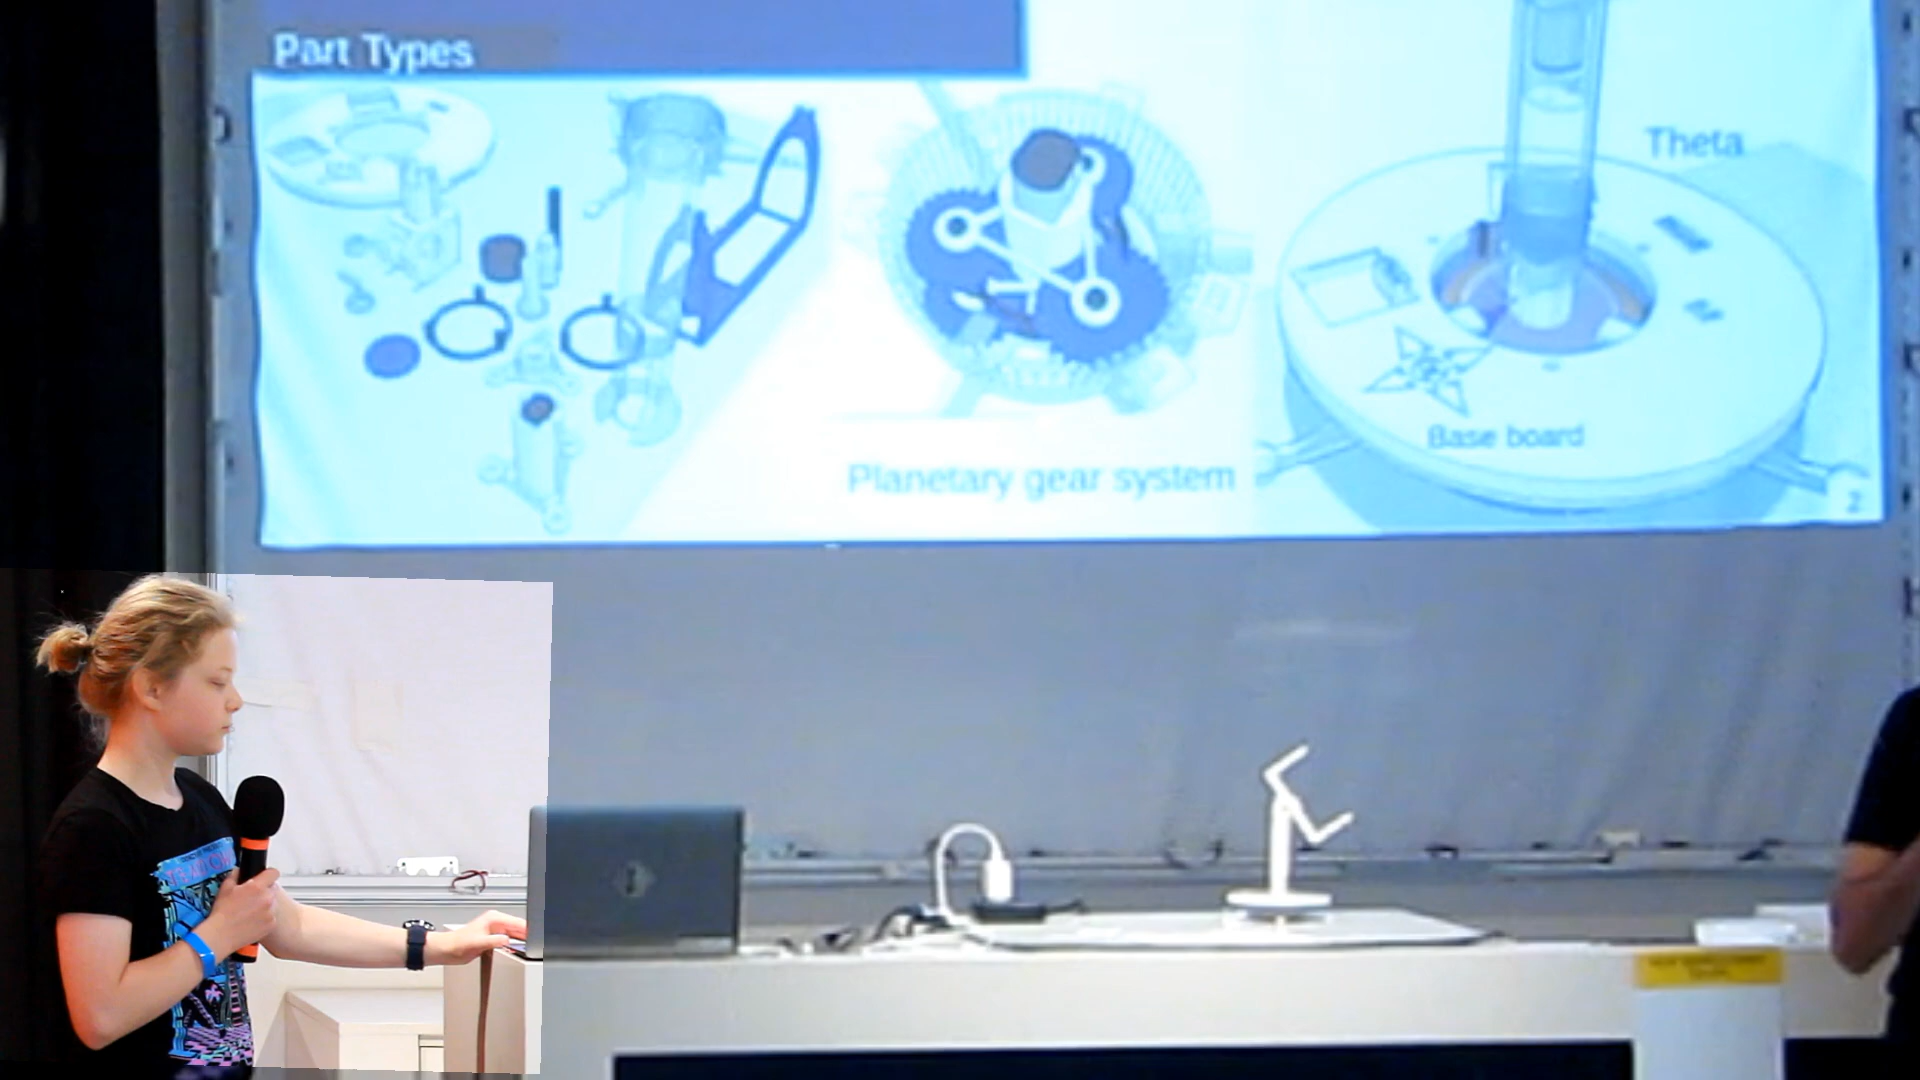 Part Types
Theta
Base board
Planetary gear system
2